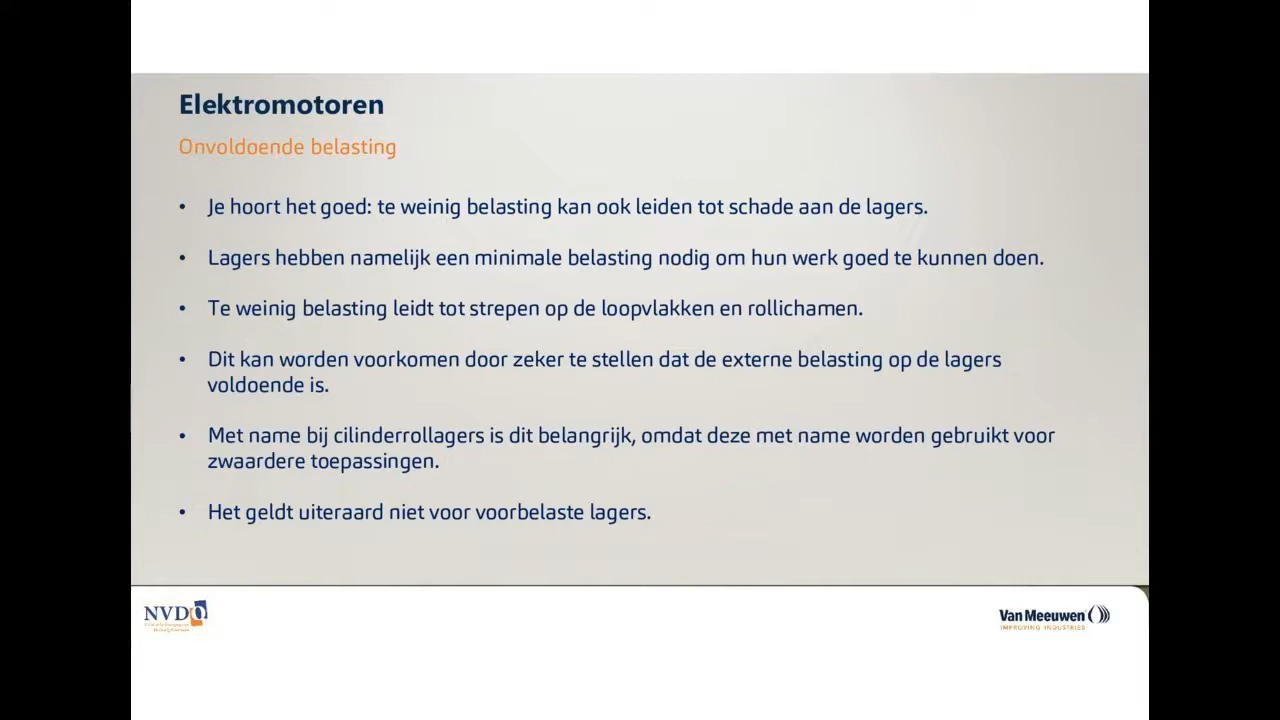 Elektromotoren
Onvoldoende belasting
• Je hoort het goed: te weinig belasting kan ook leiden tot schade aan de lagers.
• Lagers hebben namelijk een minimale belasting nodig om hun werk goed te kunnen doen.
• Te weinig belasting leidt tot strepen op de loopvlakken en rollichamen.
• Dit kan worden voorkomen door zeker te stellen dat de externe belasting op de lagers
voldoende is.
• Met name bij cilinderrollagers is dit belangrijk, omdat deze met name worden gebruikt voor
zwaardere toepassingen.
• Het geldt uiteraard niet voor voorbelaste lagers.
NVDO
Van Meeuwen
IMPROVING INDUSTRIES